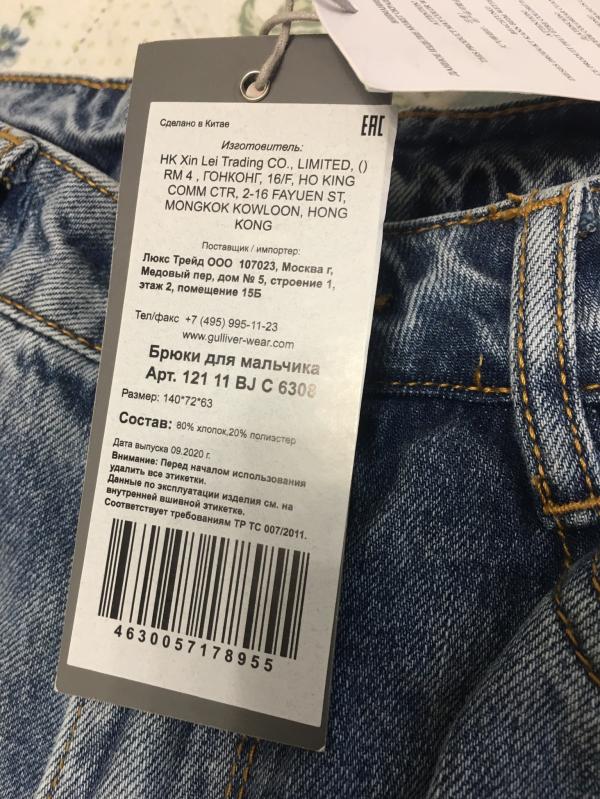 Сделано в Китае
EAC
Изготовитель:
HK Xin Lei Trading CO., LIMITED, ()
RM 4 , ГОНКОНГ, 16/F, HO KING
COMM CTR, 2-16 FAYUEN ST,
MONGKOK KOWLOON, HONG
KONG
Поставщик / импортер:
Люкс Трейд ООО 107023, Москва г,
Медовый пер, дом № 5, строение 1,
этаж 2, помещение 15Б
Тел/факс +7 (495) 995-11-23
www.gulliver-wear.com
Брюки для мальчика
Арт. 121 11 BJ C 6308
Размер: 140*72*63
Состав: 80% хлопок,20% полиэстер
Дата выпуска 09.2020 г.
Внимание: Перед началом использования
удалить все этикетки.
Данные по эксплуатации изделия см. на
внутренней вшивной этикетке.
Соответствует требованиям ТР ТС 007/2011.
4630057178955